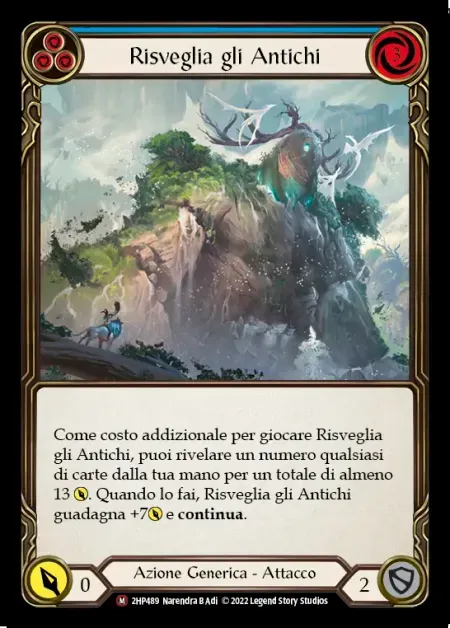 3
Risveglia gli Antichi
Come costo addizionale per giocare Risveglia
gli Antichi, puoi rivelare un numero qualsiasi
di carte dalla tua mano per un totale di almeno
13 . Quando lo fai, Risveglia gli Antichi
guadagna +7 e continua.
0
Azione Generica - Attacco
2
M 2HP489 Narendra B Adi © 2022 Legend Story Studios